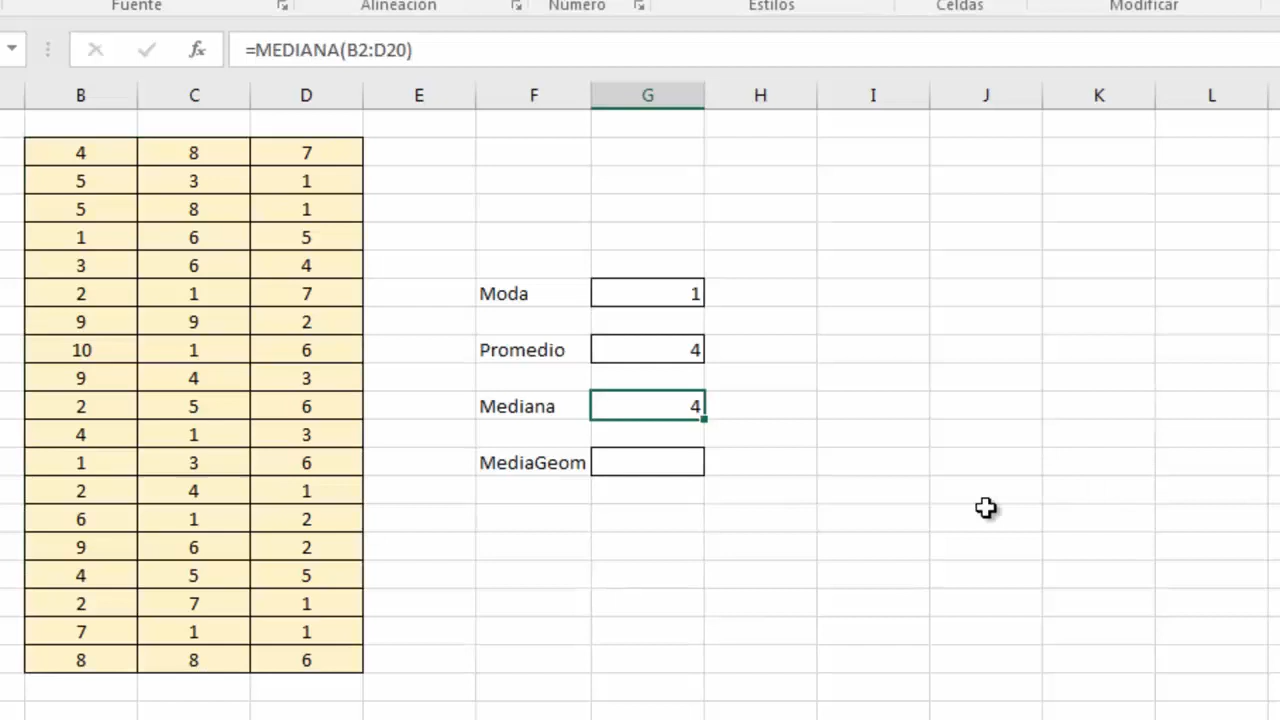 Fuente Alineación Número Estilos Celdas Modificar
fx =MEDIANA(B2:D20)
B C D E F G H I J K L
4 8 7
5 3 1
5 8 1
1 6 5
3 6 4
2 1 7 Moda 1
9 9 2
10 1 6 Promedio 4
9 4 3
2 5 6 Mediana 4
4 1 3
1 3 6 MediaGeom
2 4 1
6 1 2
9 6 2
4 5 5
2 7 1
7 1 1
8 8 6